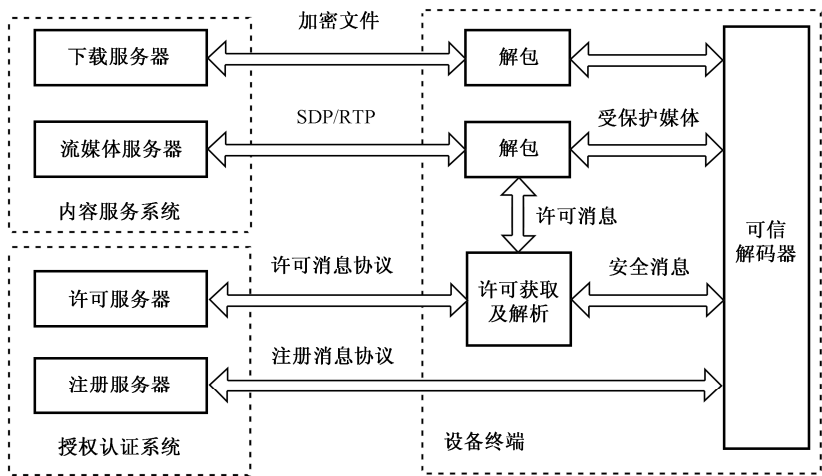 加密文件
下载服务器
解包
SDP/RTP
受保护媒体
流媒体服务器
解包
内容服务系统
许可消息
可信
解码器
许可消息协议
安全消息
许可服务器
许可获取
及解析
注册消息协议
注册服务器
授权认证系统
设备终端